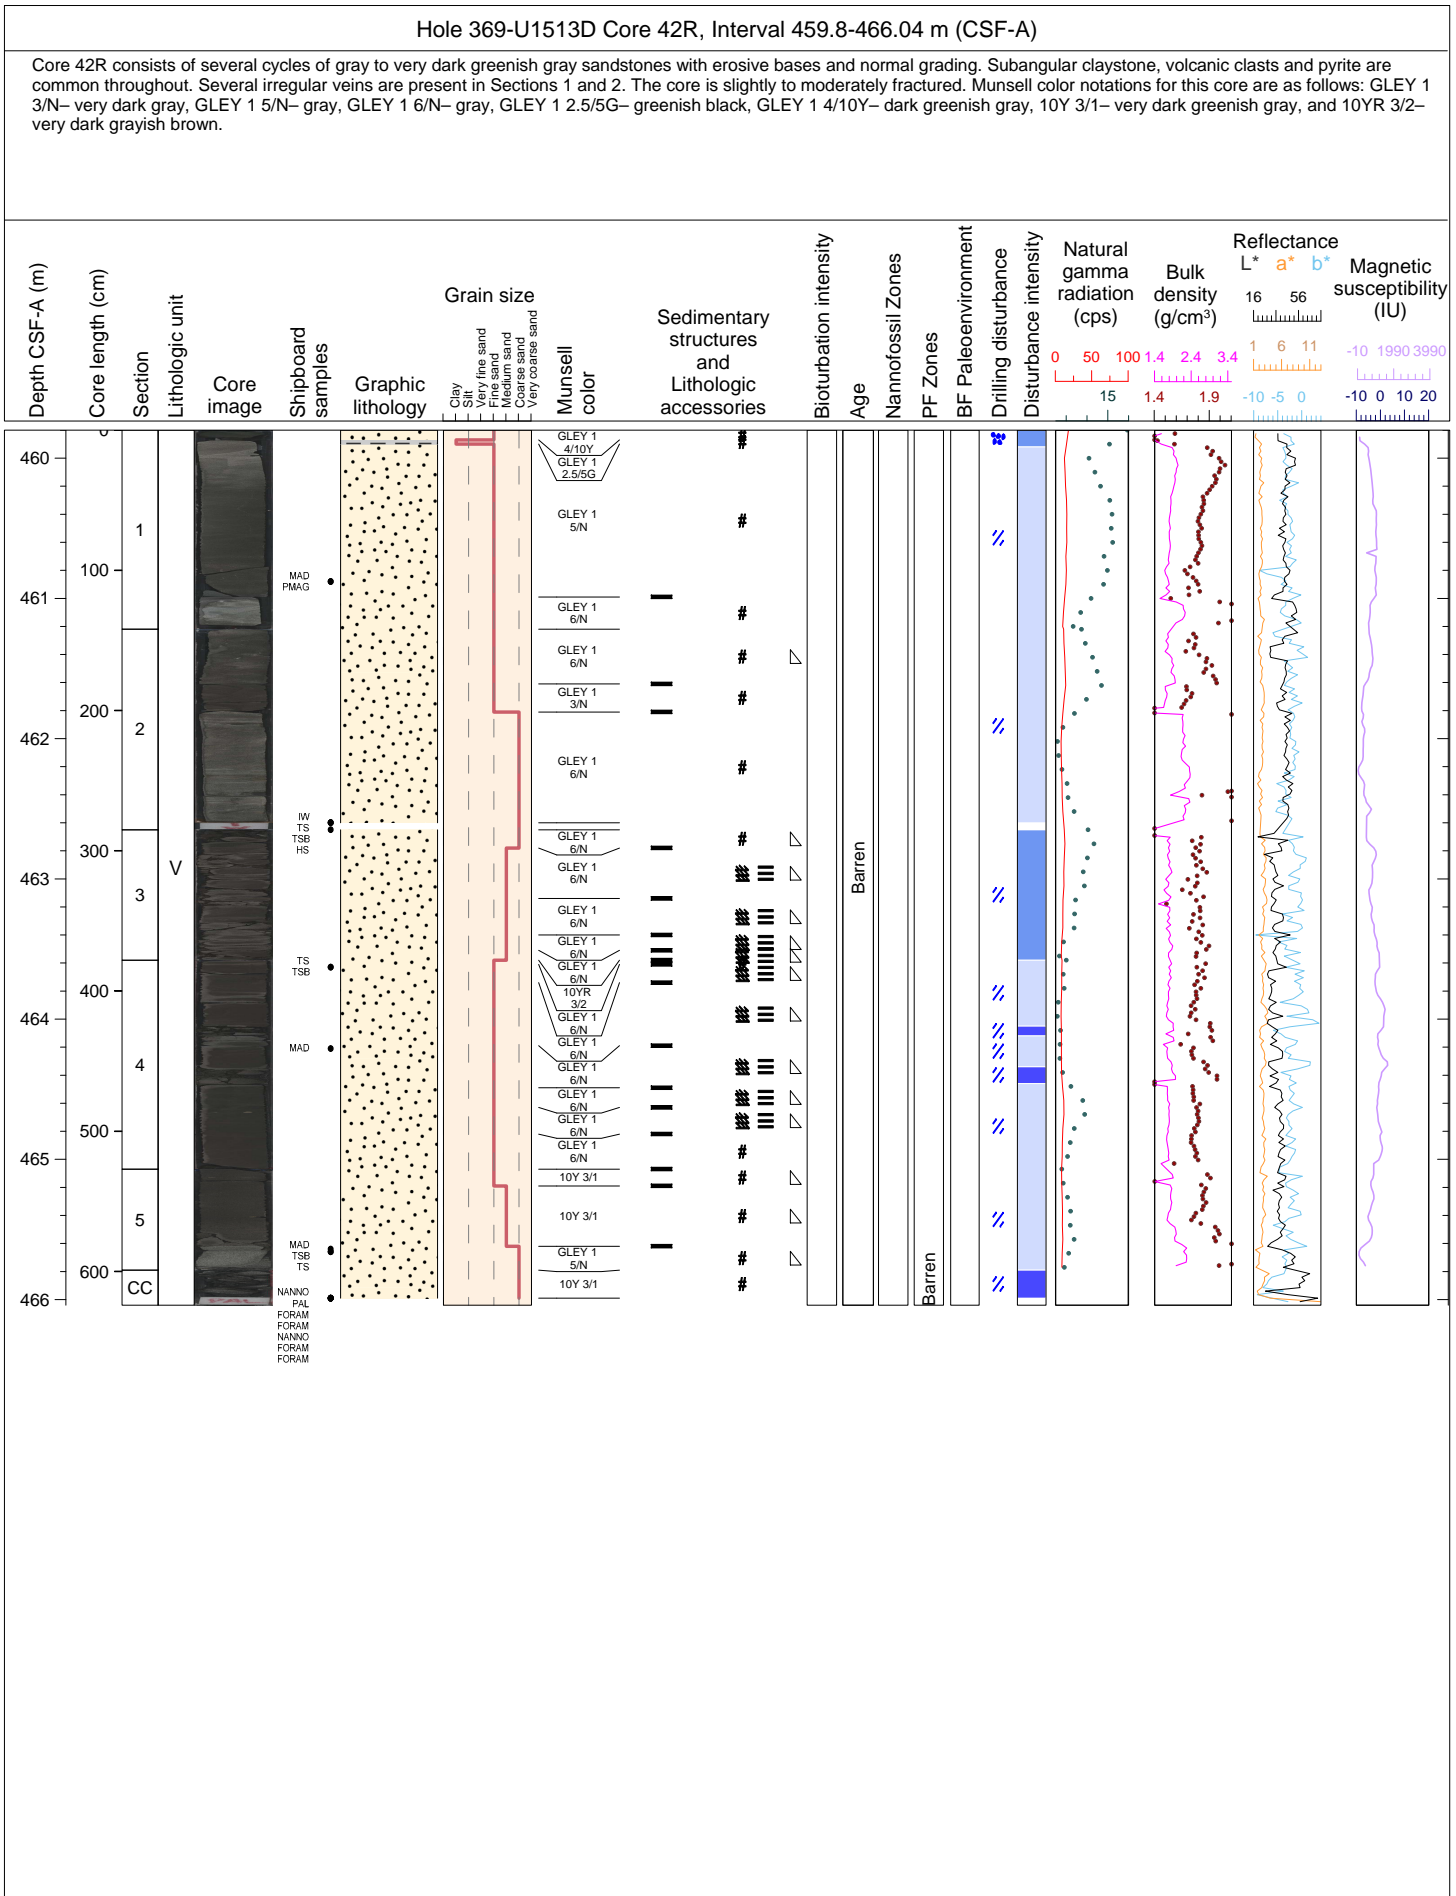 Hole 369-U1513D Core 42R, Interval 459.8-466.04 m (CSF-A)
Core 42R consists of several cycles of gray to very dark greenish gray sandstones with erosive bases and normal grading. Subangular claystone, volcanic clasts and pyrite are
common throughout. Several irregular veins are present in Sections 1 and 2. The core is slightly to moderately fractured. Munsell color notations for this core are as follows: GLEY 1
3/N– very dark gray, GLEY 1 5/N– gray, GLEY 1 6/N– gray, GLEY 1 2.5/5G– greenish black, GLEY 1 4/10Y– dark greenish gray, 10Y 3/1– very dark greenish gray, and 10YR 3/2–
very dark grayish brown.
Depth CSF-A (m)
Core length (cm)
Section
Lithologic unit
Core
image
Shipboard
samples
Graphic
lithology
Grain size
Clay
Silt
Very fine sand
Fine sand
Medium sand
Coarse sand
Very coarse sand
Munsell
color
Sedimentary
structures
and
Lithologic
accessories
Bioturbation intensity
Age
Nannofossil Zones
PF Zones
BF Paleoenvironment
Drilling disturbance
Disturbance intensity
Natural
gamma
radiation
(cps)
0 50 100
15
Bulk
density
(g/cm³)
1.4 2.4 3.4
1.4 1.9
Reflectance
L* a* b*
16 56
1 6 11
-10 -5 0
Magnetic
susceptibility
(IU)
-10 1990 3990
-10 0 10 20
460
461
462
463
464
465
466
0
100
200
300
400
500
600
1
2
3
4
5
CC
V
MAD
PMAG
IW
TS
TSB
HS
TS
TSB
MAD
MAD
TSB
TS
NANNO
PAL
FORAM
FORAM
NANNO
FORAM
FORAM
GLEY 1
4/10Y
GLEY 1
2.5/5G
GLEY 1
5/N
GLEY 1
6/N
GLEY 1
6/N
GLEY 1
3/N
GLEY 1
6/N
GLEY 1
6/N
GLEY 1
6/N
GLEY 1
6/N
GLEY 1
6/N
GLEY 1
6/N
10YR
3/2
GLEY 1
6/N
GLEY 1
6/N
GLEY 1
6/N
GLEY 1
6/N
GLEY 1
6/N
GLEY 1
6/N
10Y 3/1
10Y 3/1
GLEY 1
5/N
10Y 3/1
Barren
Barren